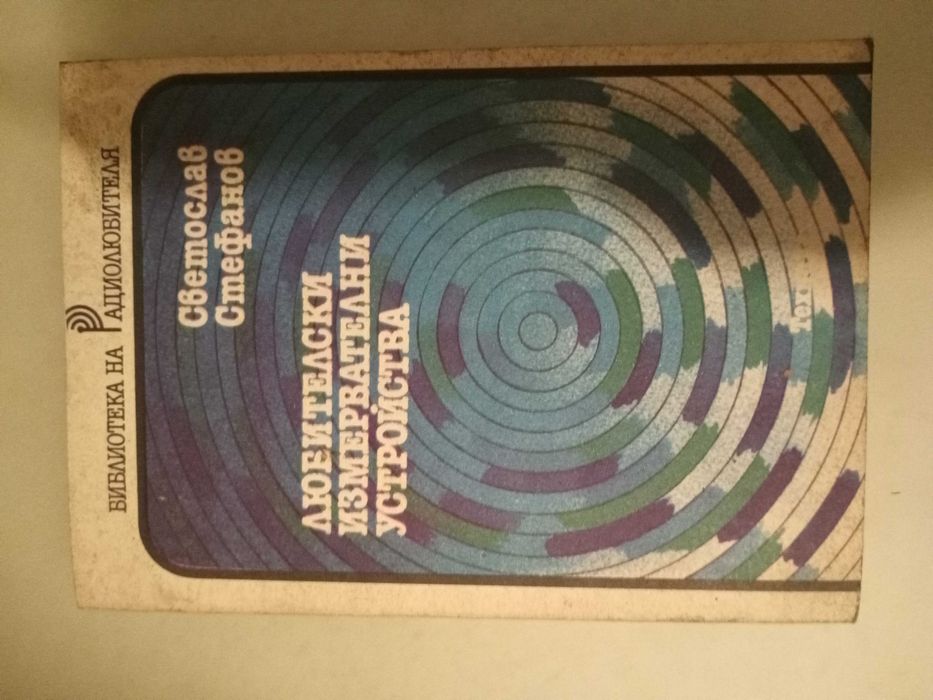 БИБЛИОТЕКА НА РАДИОЛЮБИТЕЛЯ
Светослав
Стефанов
ЛЮБИТЕЛСКИ
ИЗМЕРВАТЕЛНИ
УСТРОЙСТВА